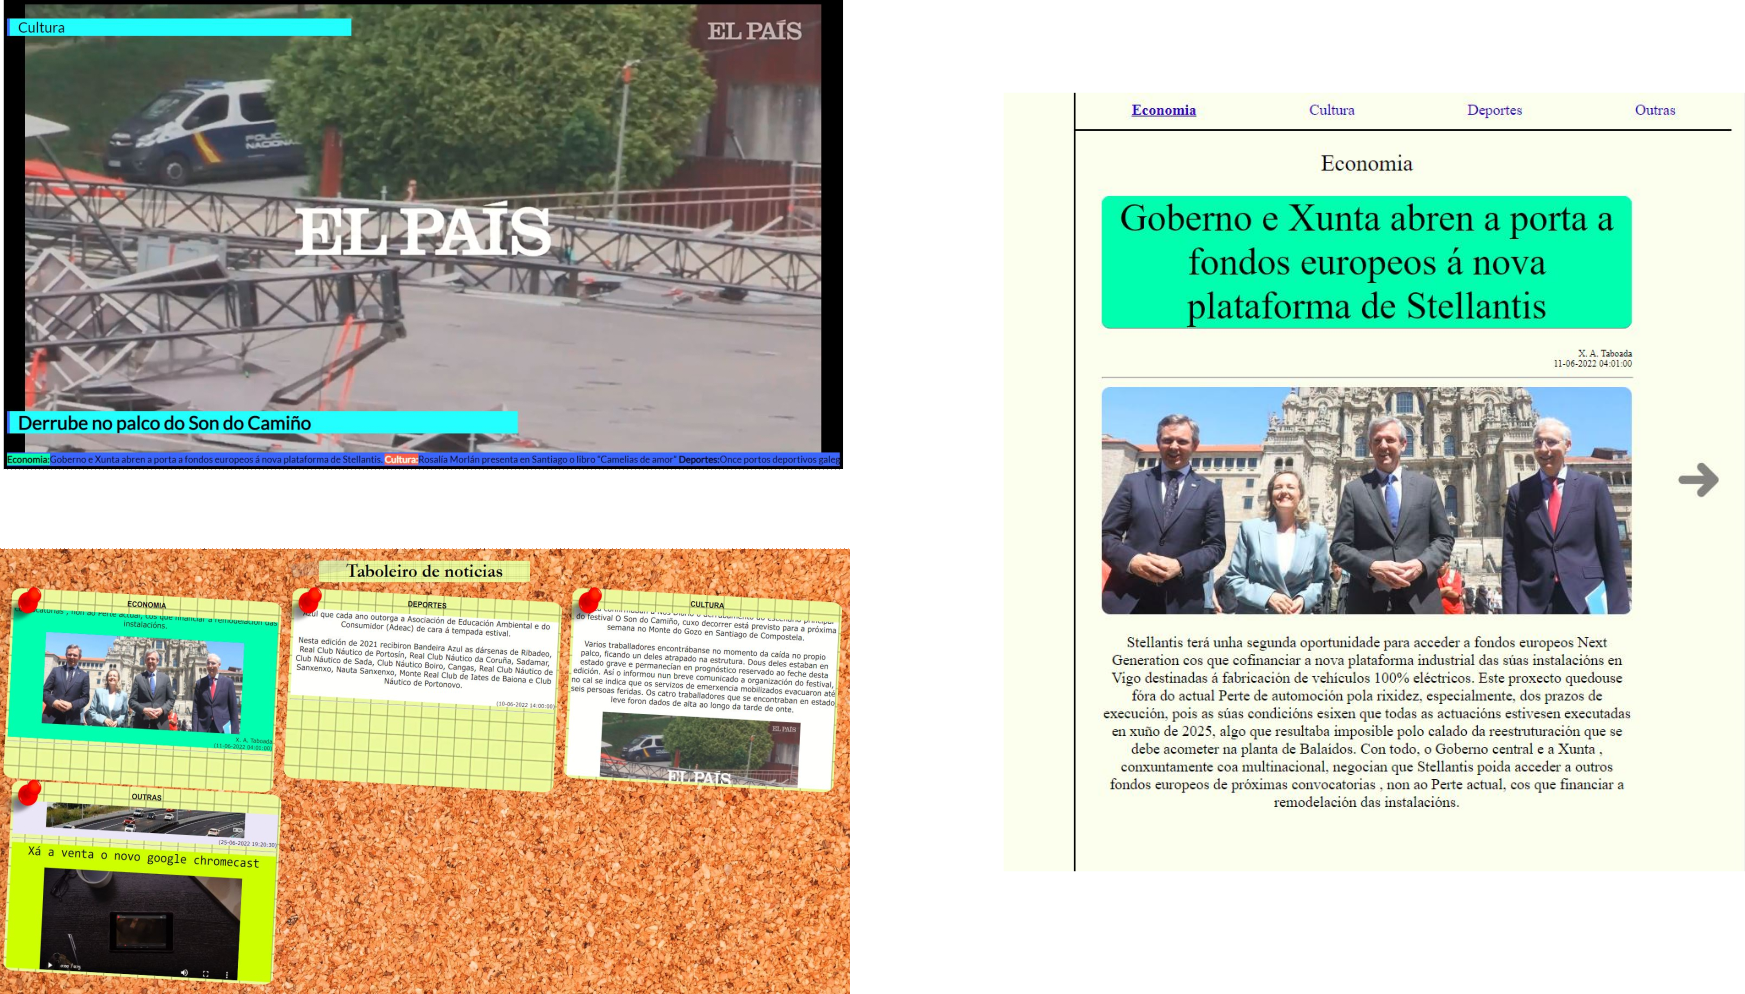 Cultura
EL PAÍS
POLICÍA
NACIONAL
EL PAÍS
Derrube no palco do Son do Camiño
Economia:Goberno e Xunta abren a porta a fondos europeos á nova plataforma de Stellantis. Cultura:Rosalia Morlán presenta en Santiago o libro "Camelias de amor" Deportes:Once portos deportivos galeg
Taboleiro de noticias
ECONOMIA
convocatorias , non ao Perte actual, cos que financiar a remodelación das
instalacións.
X. A. Taboada
(11-06-2022 04:01:00)
DEPORTES
Azul que cada ano outorga a Asociación de Educación Ambiental e do
Consumidor (Adeac) de cara á tempada estival.
Nesta edición de 2021 recibiron Bandeira Azul as dársenas de Ribadeo,
Real Club Náutico de Portosín, Real Club Náutico da Coruña, Sadamar,
Club Náutico de Sada, Club Náutico Boiro, Cangas, Real Club Náutico de
Sanxenxo, Nauta Sanxenxo, Monte Real Club de Iates de Baiona e Club
Náutico de Portonovo.
(10-06-2022 14:00:00)
CULTURA
do festival O Son do Camiño, cuxo decorrer está previsto para a próxima
semana no Monte do Gozo en Santiago de Compostela.
Varios traballadores encontrábanse no momento da caída no propio
palco, ficando un deles atrapado na estrutura. Dous deles estaban en
estado grave e permanecían en prognóstico reservado ao feche desta
edición. Así o informou nun breve comunicado a organización do festival,
no cal se indica que os servizos de emerxencia mobilizados evacuaron até
seis persoas feridas. Os catro traballadores que se encontraban en estado
leve foron dados de alta ao longo da tarde de onte.
EL PAÍS
EL PAÍS
OUTRAS
(25-06-2022 19:20:30)
Xá a venta o novo google chromecast
Economia
Cultura
Deportes
Outras
Economia
Goberno e Xunta abren a porta a
fondos europeos á nova
plataforma de Stellantis
X. A. Taboada
11-06-2022 04:01:00
Stellantis terá unha segunda oportunidade para acceder a fondos europeos Next
Generation cos que cofinanciar a nova plataforma industrial das súas instalacións en
Vigo destinadas á fabricación de vehículos 100% eléctricos. Este proxecto quedouse
fóra do actual Perte de automoción pola rixidez, especialmente, dos prazos de
execución, pois as súas condicións esixen que todas as actuacións estivesen executadas
en xuño de 2025, algo que resultaba imposible polo calado da reestruturación que se
debe acometer na planta de Balaídos. Con todo, o Goberno central e a Xunta ,
conxuntamente coa multinacional, negocian que Stellantis poida acceder a outros
fondos europeos de próximas convocatorias , non ao Perte actual, cos que financiar a
remodelación das instalacións.